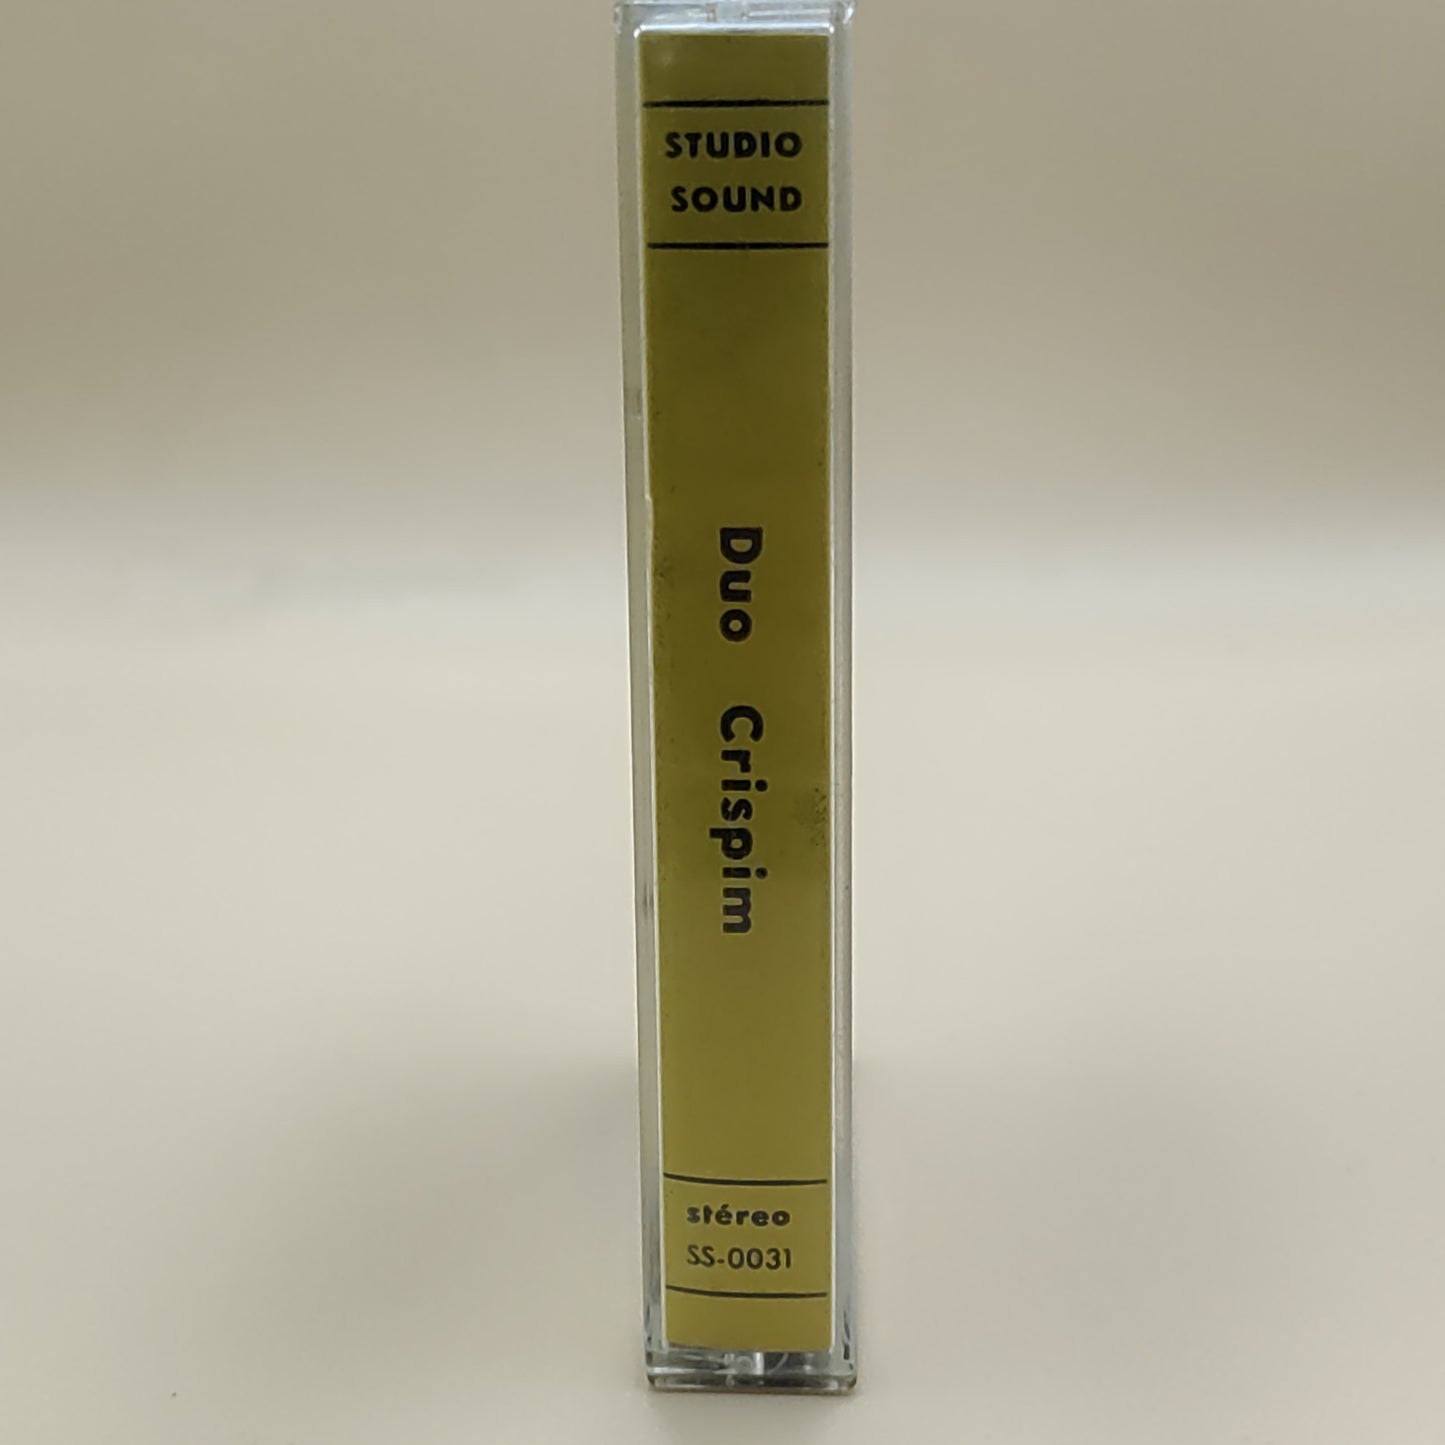 STUDIO
SOUND
Duo Crispim
stéreo
SS-0031